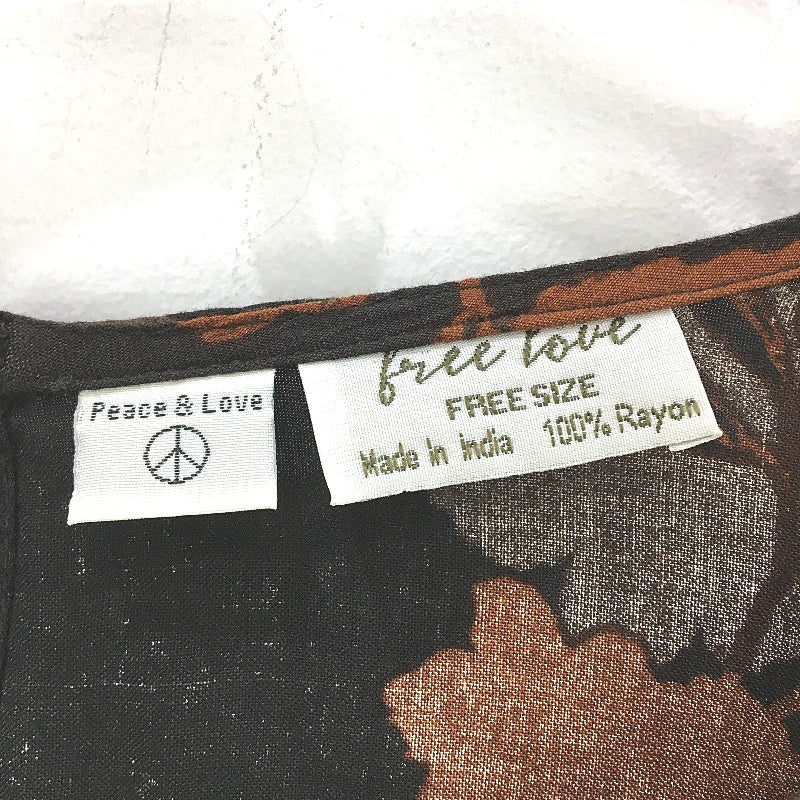 Peace & Love
free love
FREE SIZE
Made in india 100% Rayon